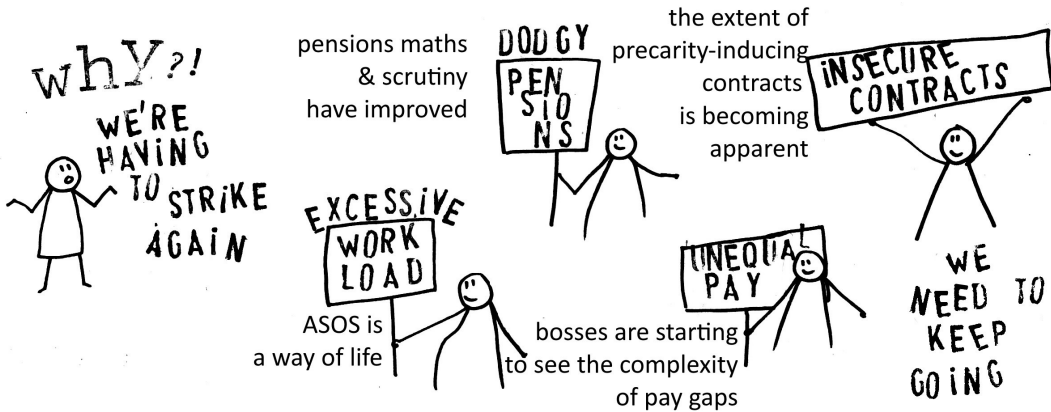 whY?!
WE'RE
HAViNG
TO STRiKE
AGAiN
pensions maths
& scrutiny
have improved
DODGY
PEN
SIO
NS
the extent of
precarity-inducing
contracts
is becoming
apparent
iNSECURE
CONTRACTS
EXCESSiVE
WORK
LOAD
ASOS is
a way of life
UNEQUAL
PAY
bosses are starting
to see the complexity
of pay gaps
WE
NEED TO
KEEP
GOiNG